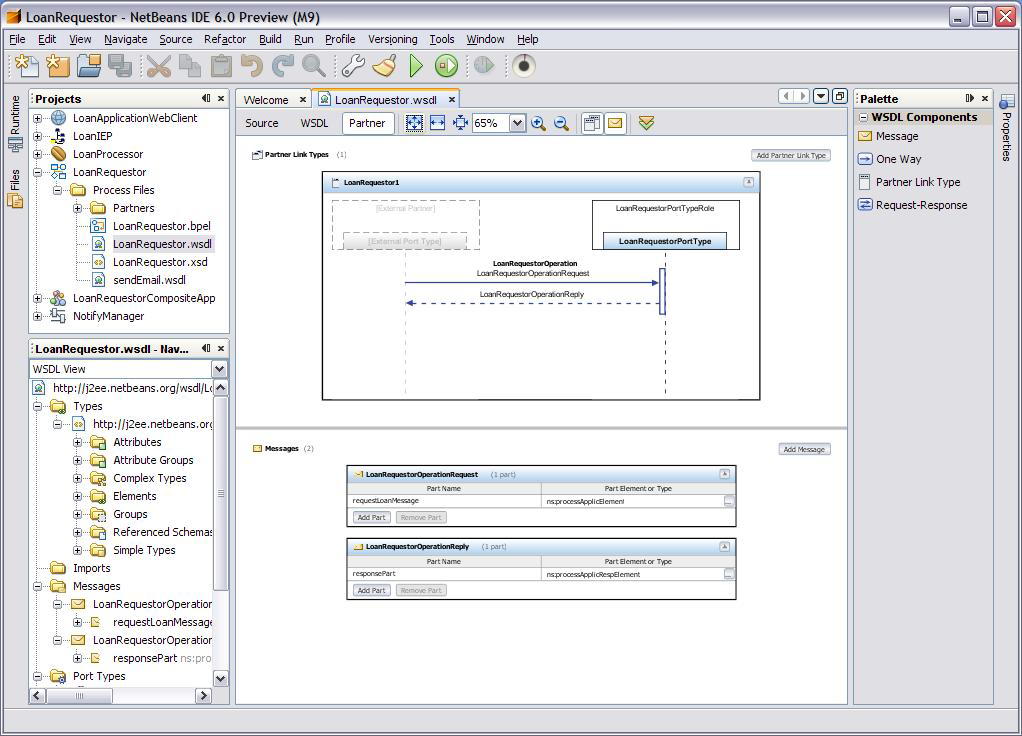 LoanRequestor - NetBeans IDE 6.0 Preview (M9)
File Edit View Navigate Source Refactor Build Run Profile Versioning Tools Window Help
Runtime
Files
Projects
LoanApplicationWebClient
LoanIEP
LoanProcessor
LoanRequestor
Process Files
Partners
LoanRequestor.bpel
LoanRequestor.wsdl
LoanRequestor.xsd
sendEmail.wsdl
LoanRequestorCompositeApp
NotifyManager
LoanRequestor.wsdl - Nav...
WSDL View
http://j2ee.netbeans.org/wsdl/Lo
Types
http://j2ee.netbeans.org
Attributes
Attribute Groups
Complex Types
Elements
Groups
Referenced Schemas
Simple Types
Imports
Messages
LoanRequestorOperation
requestLoanMessage
LoanRequestorOperation
responsePart ns:pro
Port Types
Welcome LoanRequestor.wsdl
Source WSDL Partner 65%
Partner Link Types (1) Add Partner Link Type
LoanRequestor1
[External Partner] LoanRequestorPortTypeRole
[External Port Type] LoanRequestorPortType
LoanRequestorOperation
LoanRequestorOperationRequest
LoanRequestorOperationReply
Messages (2) Add Message
LoanRequestorOperationRequest (1 part)
Part Name Part Element or Type
requestLoanMessage ns:processApplicElement
Add Part Remove Part
LoanRequestorOperationReply (1 part)
Part Name Part Element or Type
responsePart ns:processApplicRespElement
Add Part Remove Part
Palette
WSDL Components
Message
One Way
Partner Link Type
Request-Response
Properties